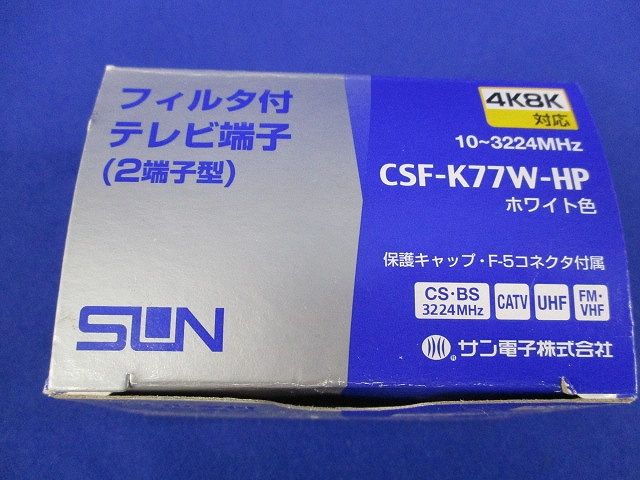 フィルタ付
テレビ端子
(2端子型)
SUN
4K8K
対応
10~3224MHz
CSF-K77W-HP
ホワイト色
保護キャップ・F-5コネクタ付属
CS・BS
3224MHz
CATV
UHF
FM・
VHF
® サン電子株式会社